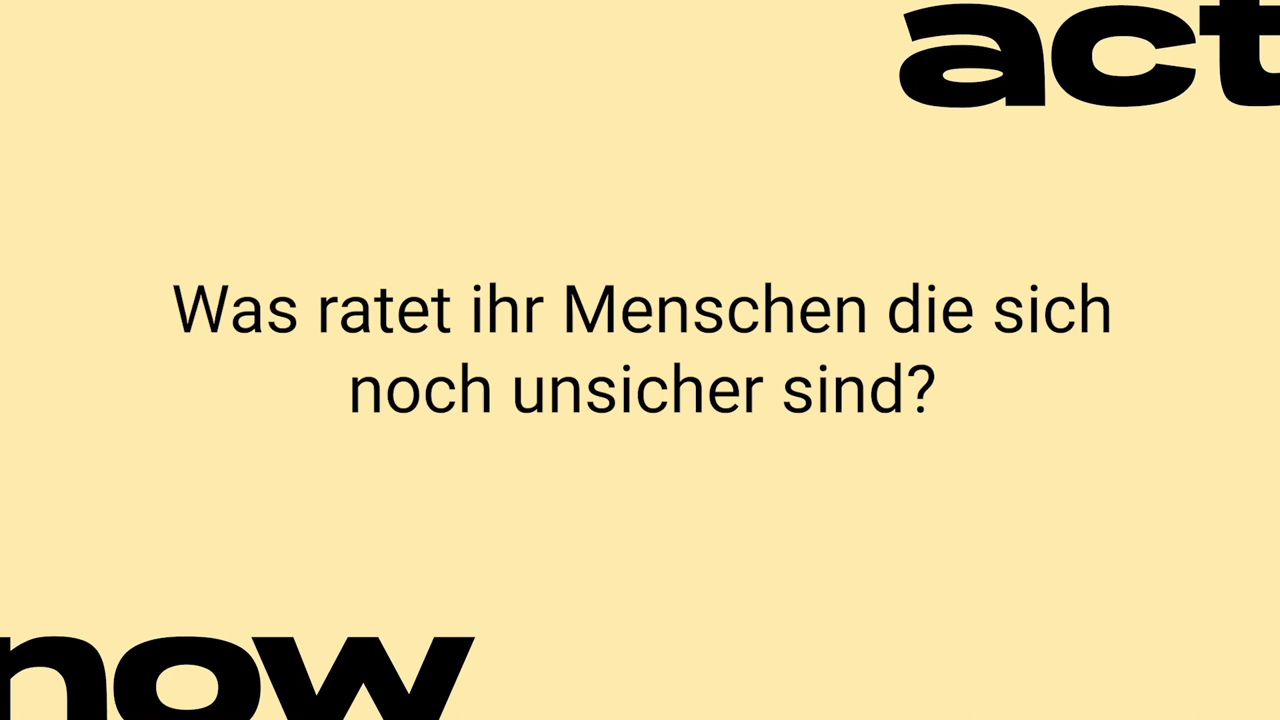 act
Was ratet ihr Menschen die sich
noch unsicher sind?
now